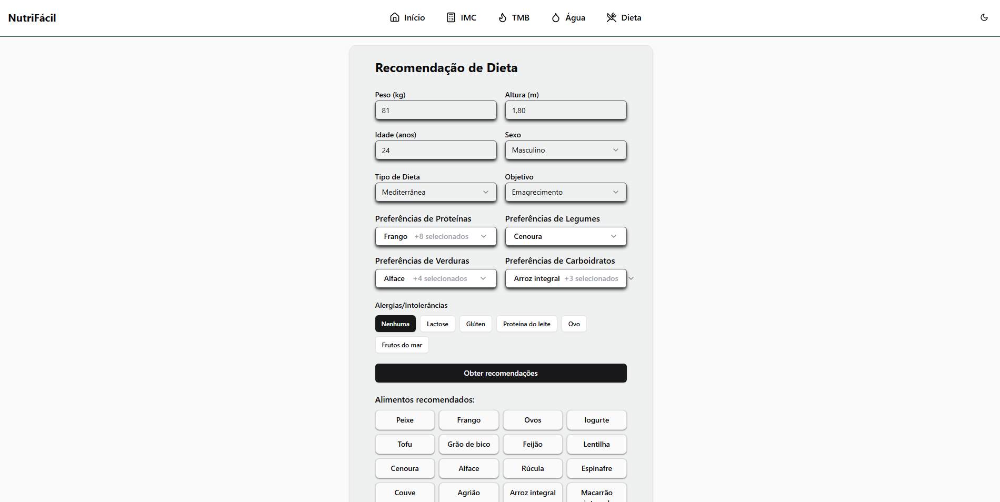 NutriFácil
Início
IMC
TMB
Água
Dieta
Recomendação de Dieta
Peso (kg)
Altura (m)
81
1,80
Idade (anos)
Sexo
24
Masculino
Tipo de Dieta
Objetivo
Mediterrânea
Emagrecimento
Preferências de Proteínas
Preferências de Legumes
Frango +8 selecionados
Cenoura
Preferências de Verduras
Preferências de Carboidratos
Alface +4 selecionados
Arroz integral +3 selecionados
Alergias/Intolerâncias
Nenhuma
Lactose
Glúten
Proteína do leite
Ovo
Frutos do mar
Obter recomendações
Alimentos recomendados:
Peixe
Frango
Ovos
Iogurte
Tofu
Grão de bico
Feijão
Lentilha
Cenoura
Alface
Rúcula
Espinafre
Couve
Agrião
Arroz integral
Macarrão